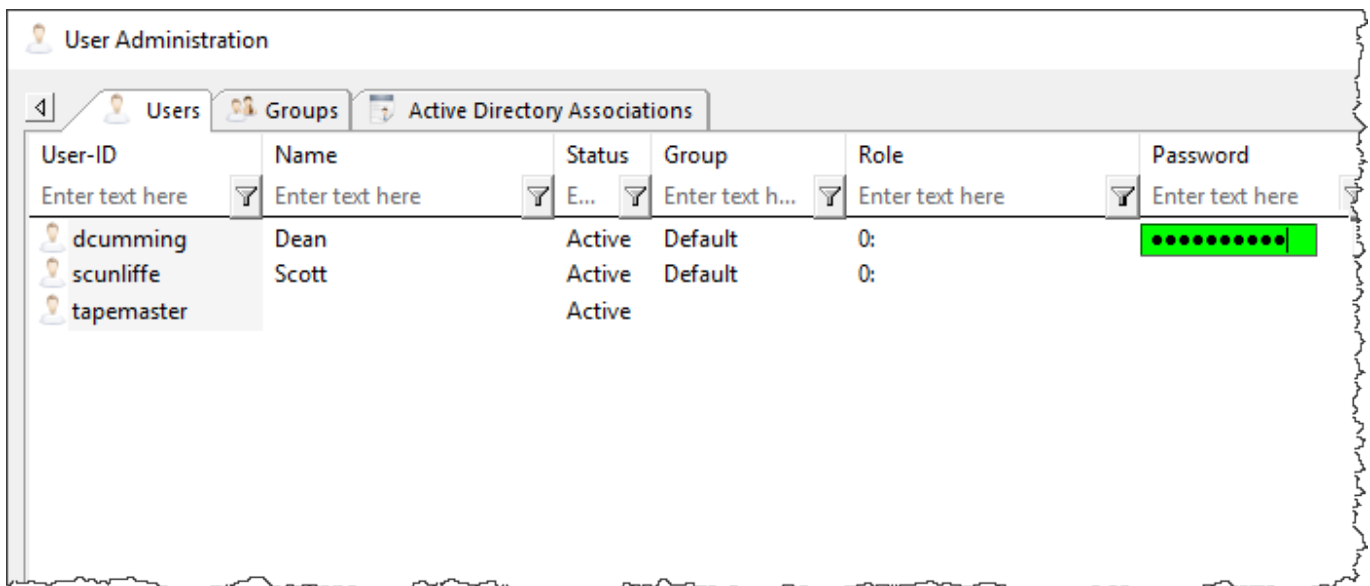 User Administration
Users Groups Active Directory Associations
User-ID Name Status Group Role Password
Enter text here Enter text here E... Enter text h... Enter text here Enter text here
dcumming Dean Active Default 0: ●●●●●●●●●●
scunliffe Scott Active Default 0:
tapemaster Active